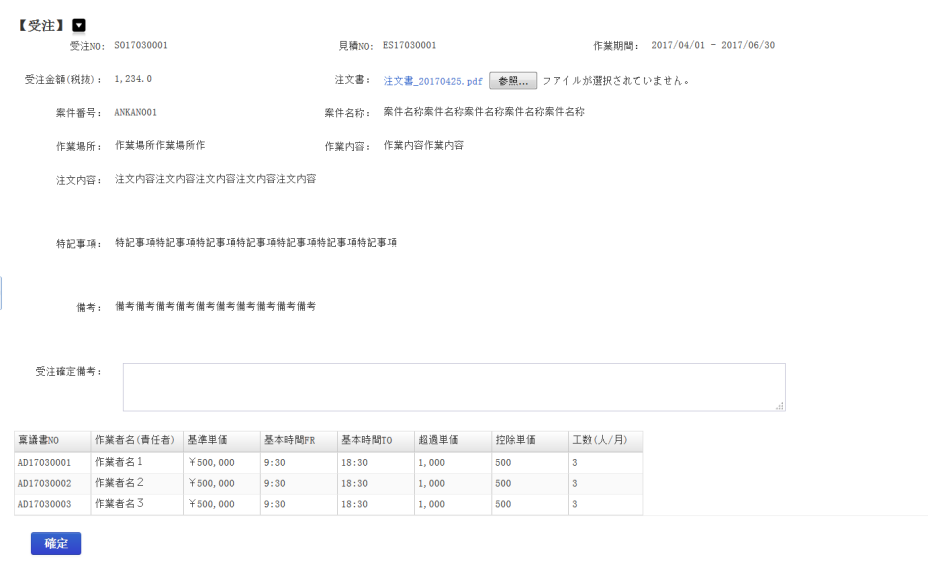 【受注】
受注NO: SO17030001 見積NO: ES17030001 作業期間: 2017/04/01 - 2017/06/30
受注金額(税抜): 1,234.0 注文書: 注文書_20170425.pdf 参照... ファイルが選択されていません。
案件番号: ANKAN001 案件名称: 案件名称案件名称案件名称案件名称案件名称
作業場所: 作業場所作業場所作 作業内容: 作業内容作業内容
注文内容: 注文内容注文内容注文内容注文内容注文内容
特記事項: 特記事項特記事項特記事項特記事項特記事項特記事項特記事項
備考: 備考備考備考備考備考備考備考備考備考備考
受注確定備考:
稟議書NO 作業者名(責任者) 基準単価 基本時間FR 基本時間TO 超過単価 控除単価 工数(人/月)
AD17030001 作業者名1 ¥500,000 9:30 18:30 1,000 500 3
AD17030002 作業者名2 ¥500,000 9:30 18:30 1,000 500 3
AD17030003 作業者名3 ¥500,000 9:30 18:30 1,000 500 3
確定